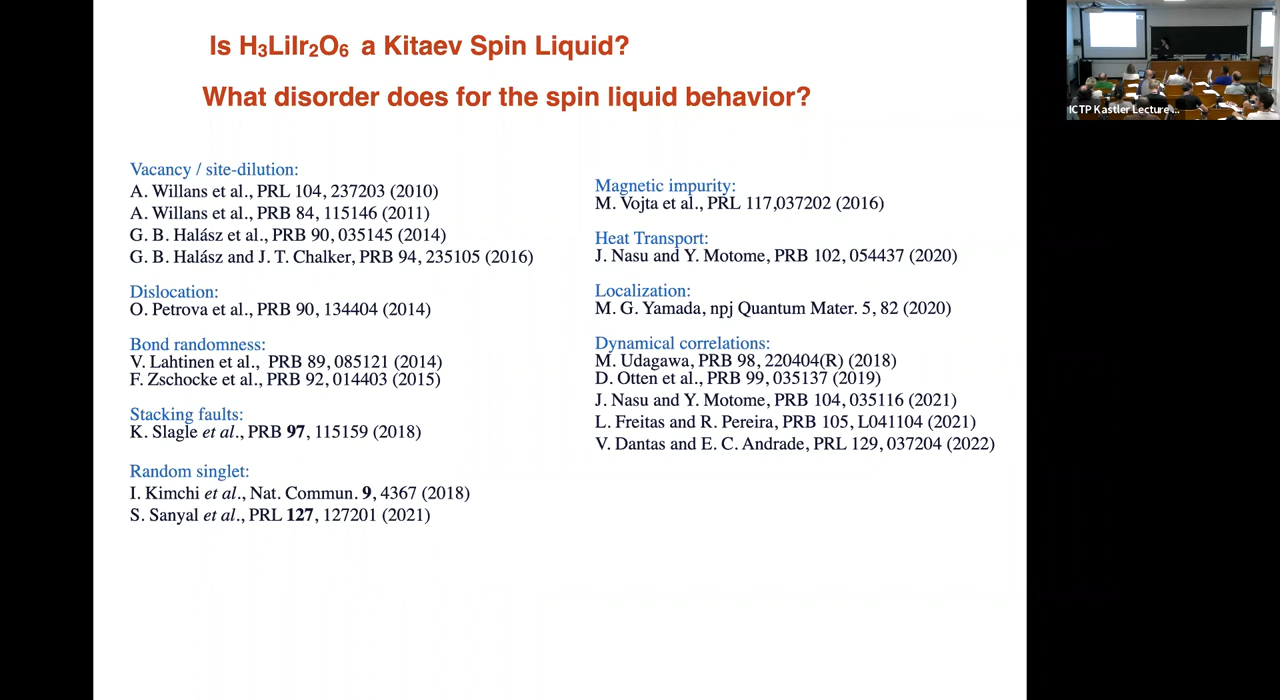 Is H₃LiIr₂O₆ a Kitaev Spin Liquid?
What disorder does for the spin liquid behavior?
Vacancy / site-dilution:
A. Willans et al., PRL 104, 237203 (2010)
A. Willans et al., PRB 84, 115146 (2011)
G. B. Halász et al., PRB 90, 035145 (2014)
G. B. Halász and J. T. Chalker, PRB 94, 235105 (2016)
Dislocation:
O. Petrova et al., PRB 90, 134404 (2014)
Bond randomness:
V. Lahtinen et al., PRB 89, 085121 (2014)
F. Zschocke et al., PRB 92, 014403 (2015)
Stacking faults:
K. Slagle et al., PRB 97, 115159 (2018)
Random singlet:
I. Kimchi et al., Nat. Commun. 9, 4367 (2018)
S. Sanyal et al., PRL 127, 127201 (2021)
Magnetic impurity:
M. Vojta et al., PRL 117,037202 (2016)
Heat Transport:
J. Nasu and Y. Motome, PRB 102, 054437 (2020)
Localization:
M. G. Yamada, npj Quantum Mater. 5, 82 (2020)
Dynamical correlations:
M. Udagawa, PRB 98, 220404(R) (2018)
D. Otten et al., PRB 99, 035137 (2019)
J. Nasu and Y. Motome, PRB 104, 035116 (2021)
L. Freitas and R. Pereira, PRB 105, L041104 (2021)
V. Dantas and E. C. Andrade, PRL 129, 037204 (2022)
ICTP Kastler Lecture ...